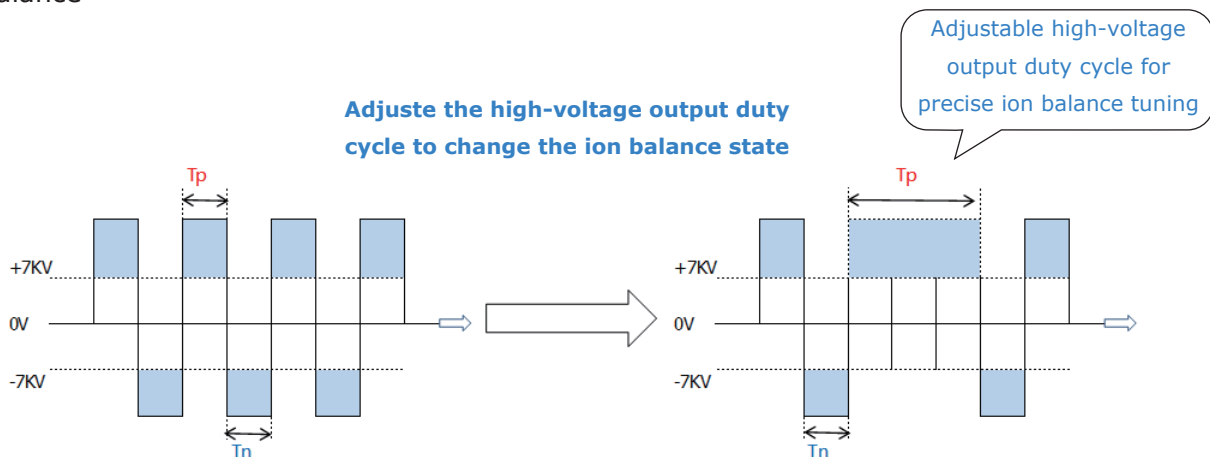 alance
Adjustable high-voltage
output duty cycle for
precise ion balance tuning
Adjuste the high-voltage output duty
cycle to change the ion balance state
Tp
+7KV
0V
-7KV
Tn
Tp
+7KV
0V
-7KV
Tn